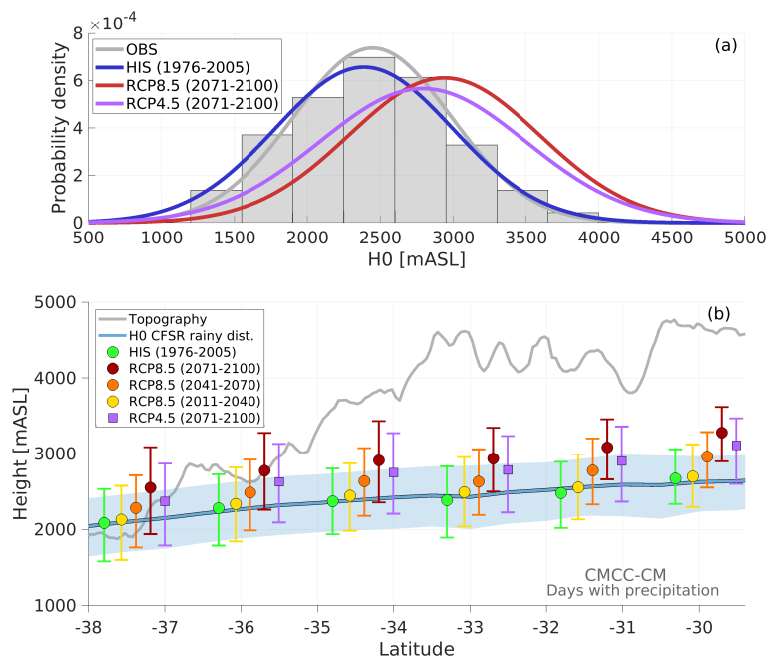 ×10⁻⁴
(a)
OBS
HIS (1976-2005)
RCP8.5 (2071-2100)
RCP4.5 (2071-2100)
Probability density
8
6
4
2
0
500 1000 1500 2000 2500 3000 3500 4000 4500 5000
H0 [mASL]
(b)
Topography
H0 CFSR rainy dist.
HIS (1976-2005)
RCP8.5 (2071-2100)
RCP8.5 (2041-2070)
RCP8.5 (2011-2040)
RCP4.5 (2071-2100)
Height [mASL]
5000
4000
3000
2000
1000
CMCC-CM
Days with precipitation
-38 -37 -36 -35 -34 -33 -32 -31 -30
Latitude